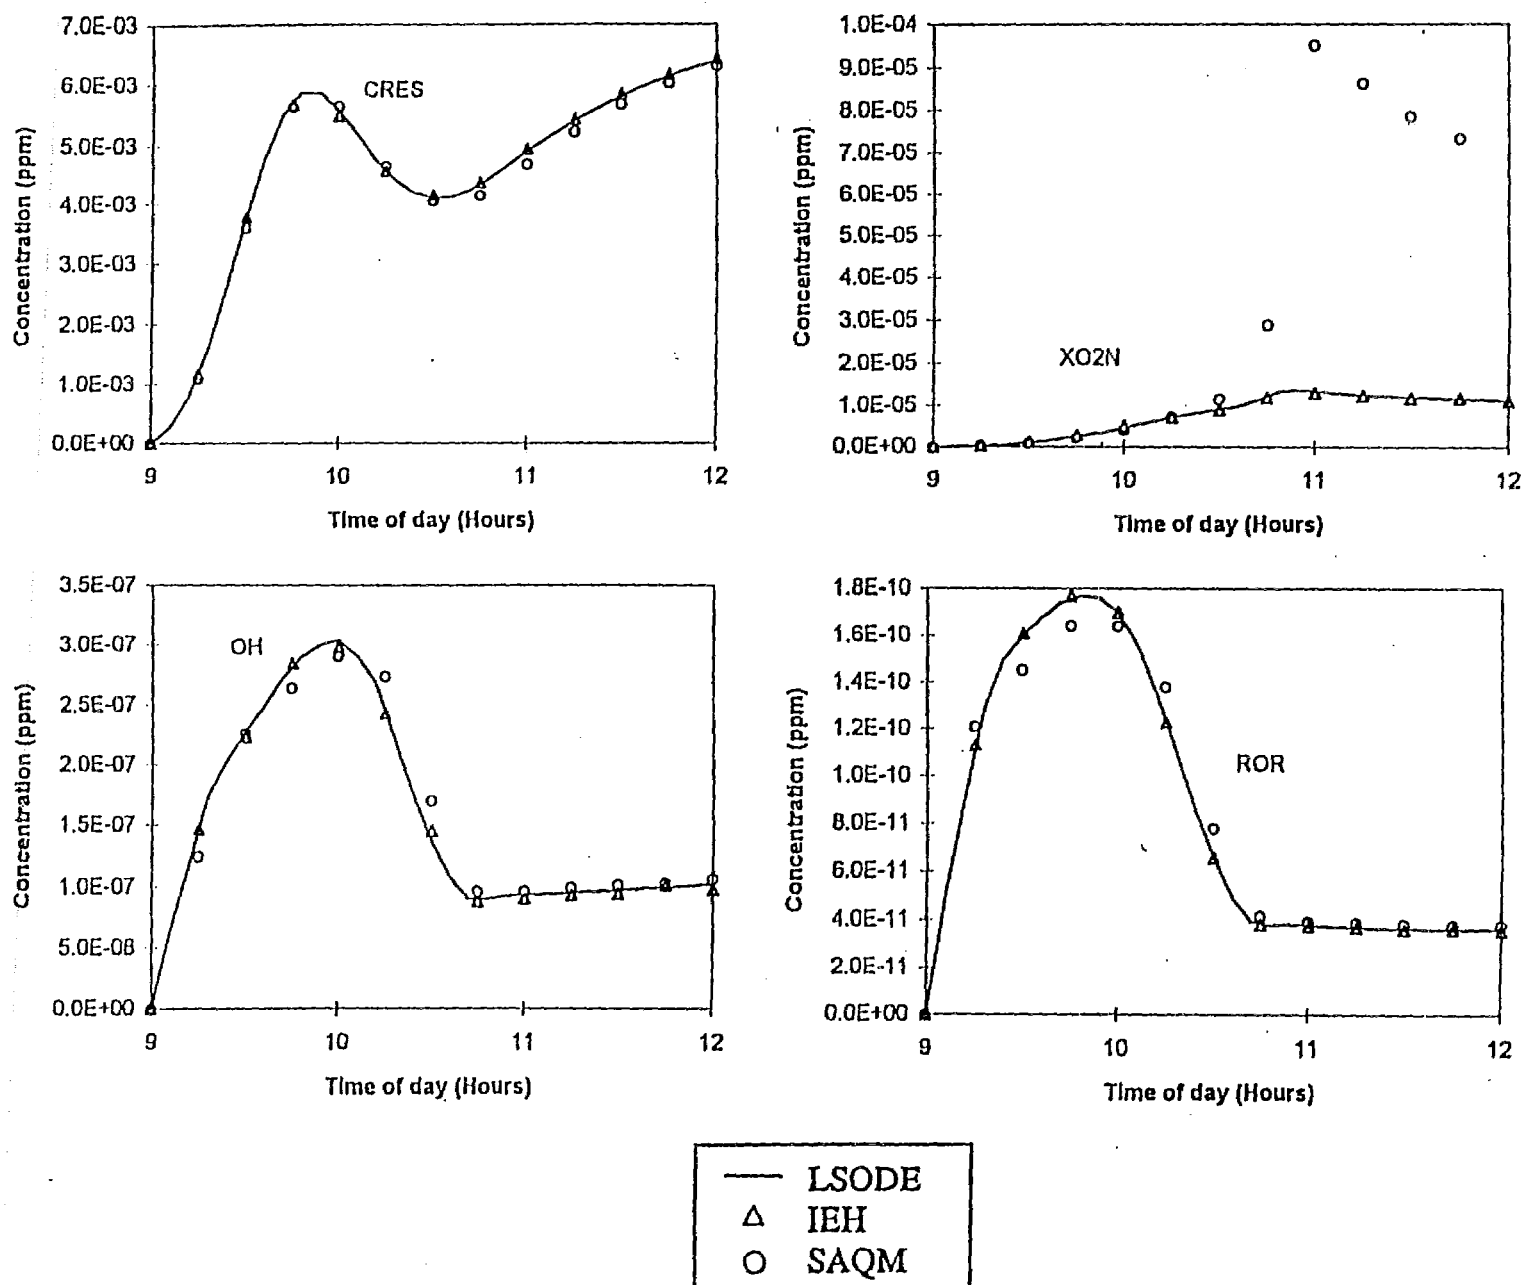 7.0E-03
6.0E-03
5.0E-03
4.0E-03
3.0E-03
2.0E-03
1.0E-03
0.0E+00
Concentration (ppm)
CRES
9 10 11 12
Time of day (Hours)
1.0E-04
9.0E-05
8.0E-05
7.0E-05
6.0E-05
5.0E-05
4.0E-05
3.0E-05
2.0E-05
1.0E-05
0.0E+00
Concentration (ppm)
XO2N
9 10 11 12
Time of day (Hours)
3.5E-07
3.0E-07
2.5E-07
2.0E-07
1.5E-07
1.0E-07
5.0E-08
0.0E+00
Concentration (ppm)
OH
9 10 11 12
Time of day (Hours)
1.8E-10
1.6E-10
1.4E-10
1.2E-10
1.0E-10
8.0E-11
6.0E-11
4.0E-11
2.0E-11
0.0E+00
Concentration (ppm)
ROR
9 10 11 12
Time of day (Hours)
LSODE
IEH
SAQM